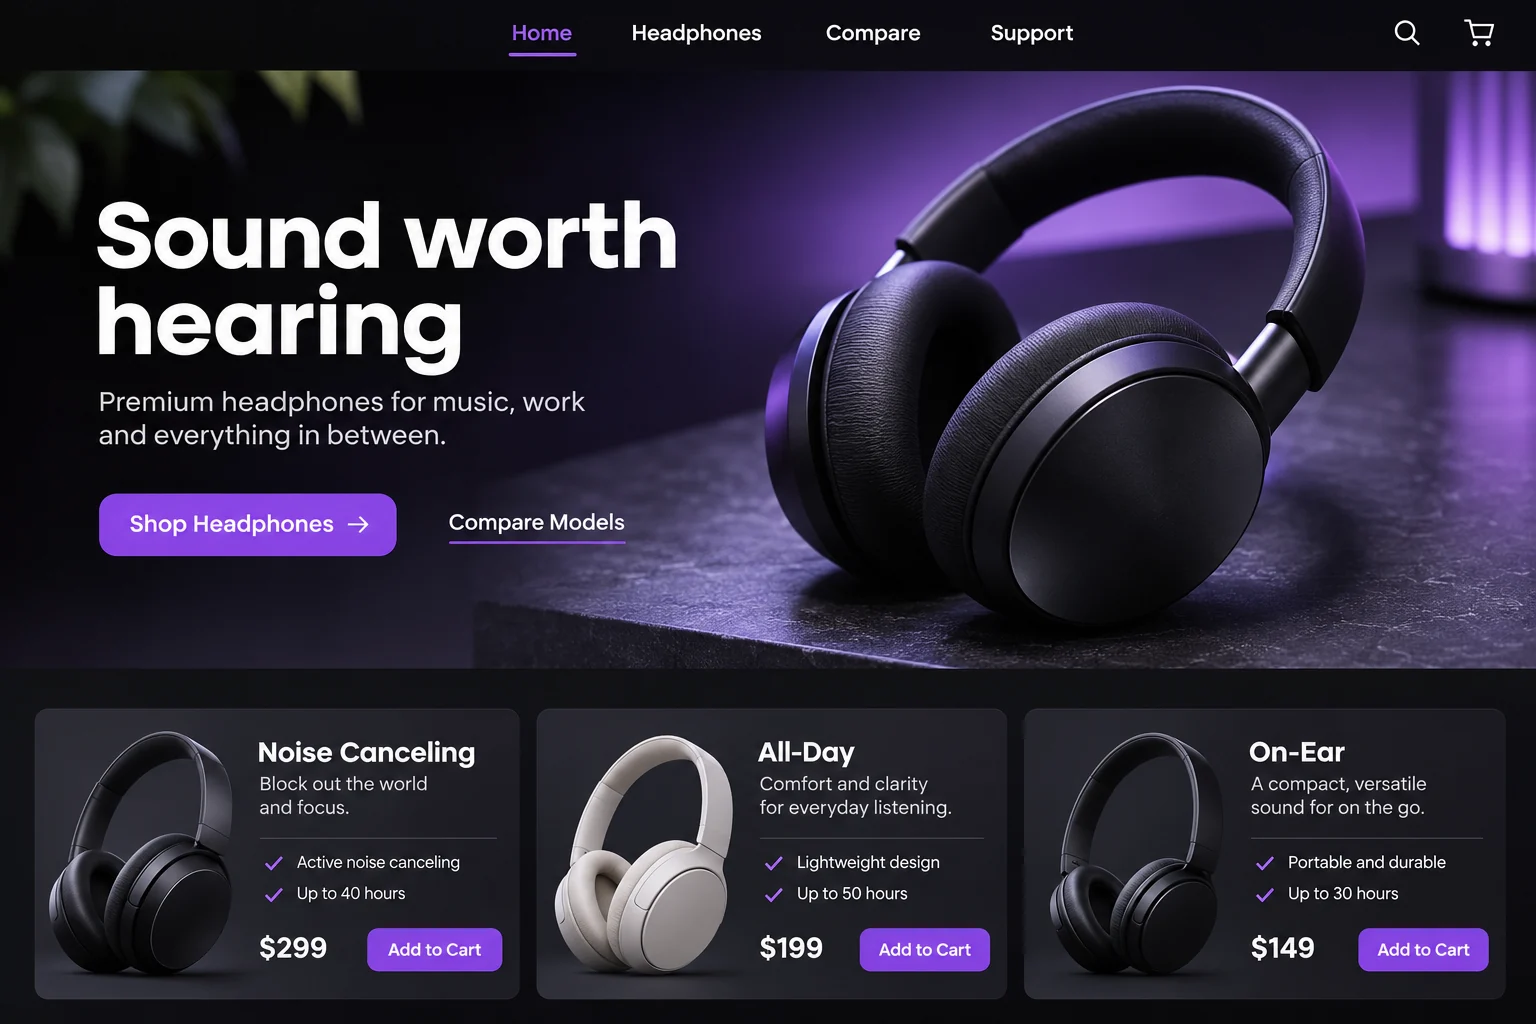 Home
Headphones
Compare
Support
Sound worth
hearing
Premium headphones for music, work
and everything in between.
Shop Headphones →
Compare Models
Noise Canceling
Block out the world
and focus.
Active noise canceling
Up to 40 hours
$299
Add to Cart
All-Day
Comfort and clarity
for everyday listening.
Lightweight design
Up to 50 hours
$199
Add to Cart
On-Ear
A compact, versatile
sound for on the go.
Portable and durable
Up to 30 hours
$149
Add to Cart